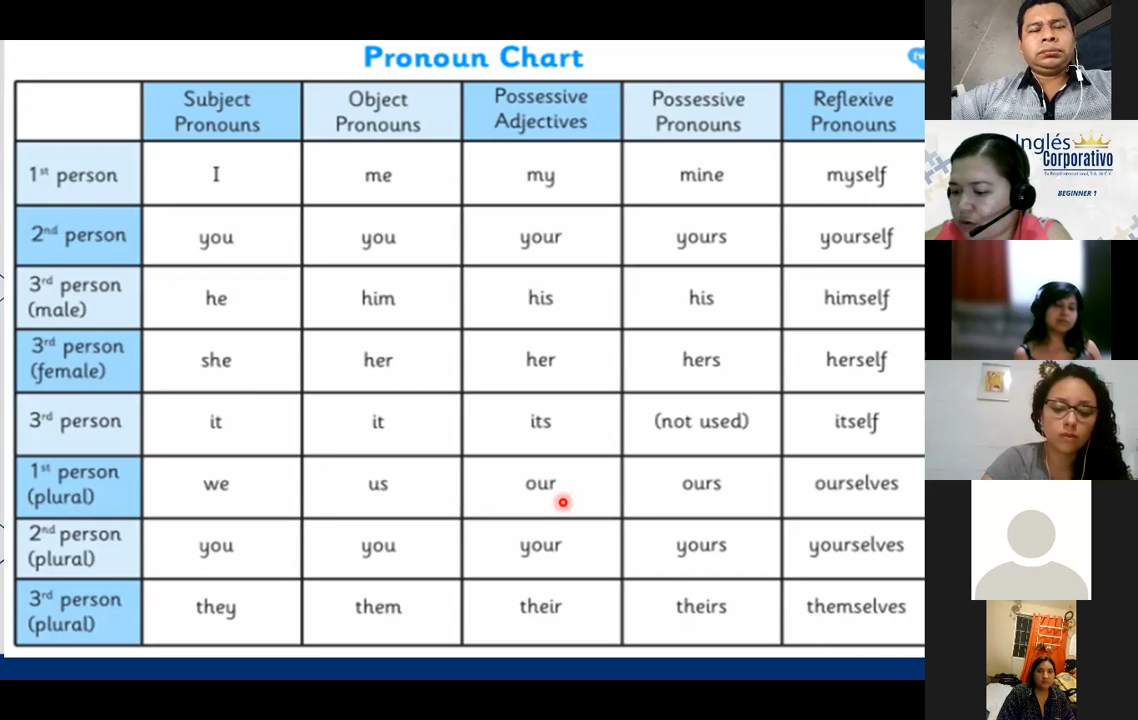 Pronoun Chart
Subject Pronouns
Object Pronouns
Possessive Adjectives
Possessive Pronouns
Reflexive Pronouns
1st person I me my mine myself
2nd person you you your yours yourself
3rd person (male) he him his his himself
3rd person (female) she her her hers herself
3rd person it it its (not used) itself
1st person (plural) we us our ours ourselves
2nd person (plural) you you your yours yourselves
3rd person (plural) they them their theirs themselves
Inglés
Corporativo
BEGINNER 1